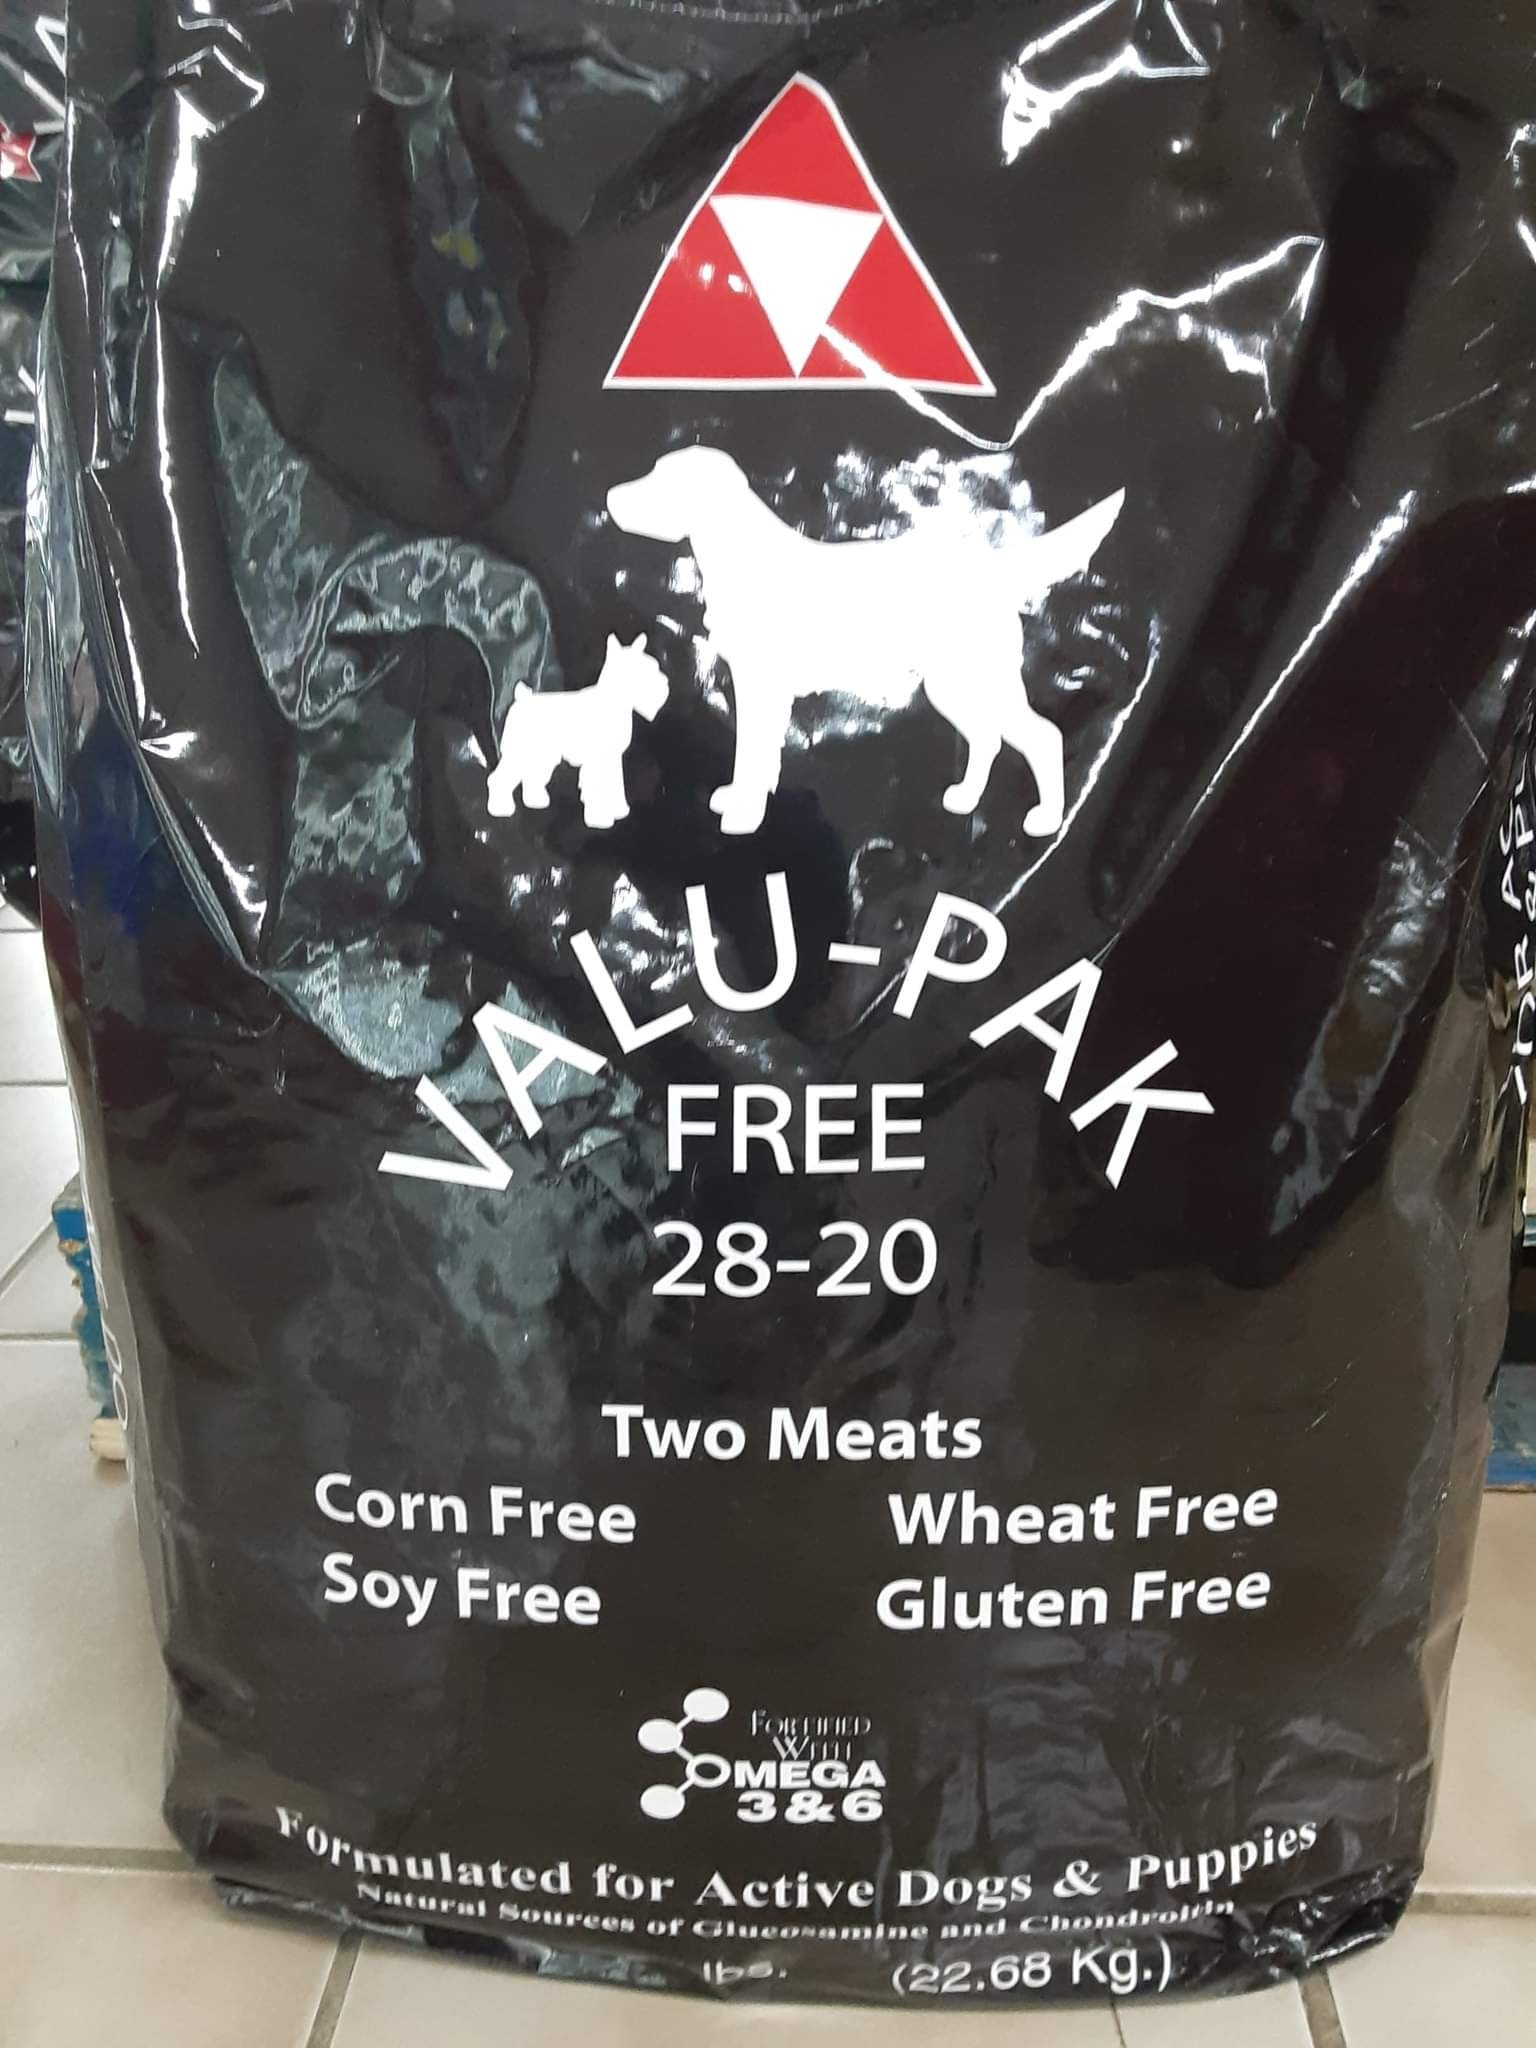 VALU-PAK
FREE
28-20
Two Meats
Corn Free
Wheat Free
Soy Free
Gluten Free
FORTIFIED
WITH
OMEGA
3 & 6
Formulated for Active Dogs & Puppies
Natural Sources of Glucosamine and Chondroitin
lbs. (22.68 Kg.)